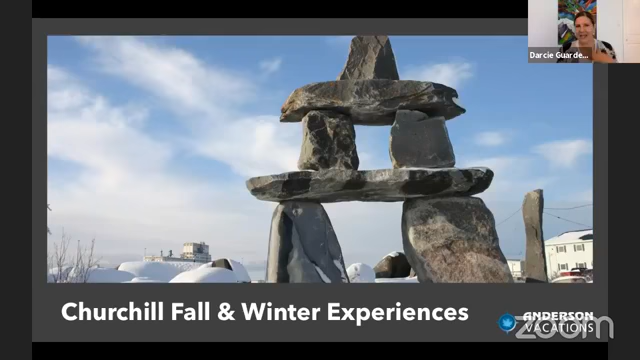 Darcie Guarde...
Churchill Fall & Winter Experiences
ANDERSON
VACATIONS
zoom